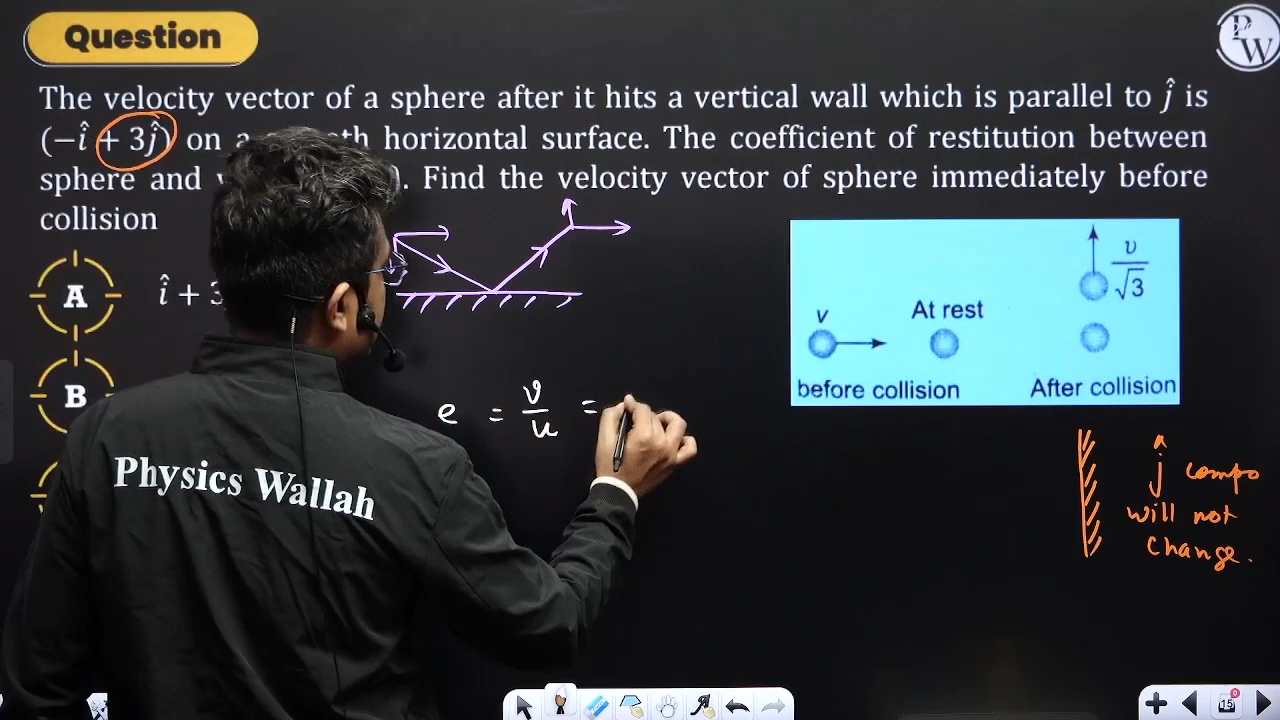 Question
PW
The velocity vector of a sphere after it hits a vertical wall which is parallel to ĵ is
(−î + 3ĵ) on a horizontal surface. The coefficient of restitution between
sphere and . Find the velocity vector of sphere immediately before
collision
A î + 3
B
υ/√3
v
At rest
before collision
After collision
e = v/u =
ĵ compo
will not
change.
Physics Wallah
15